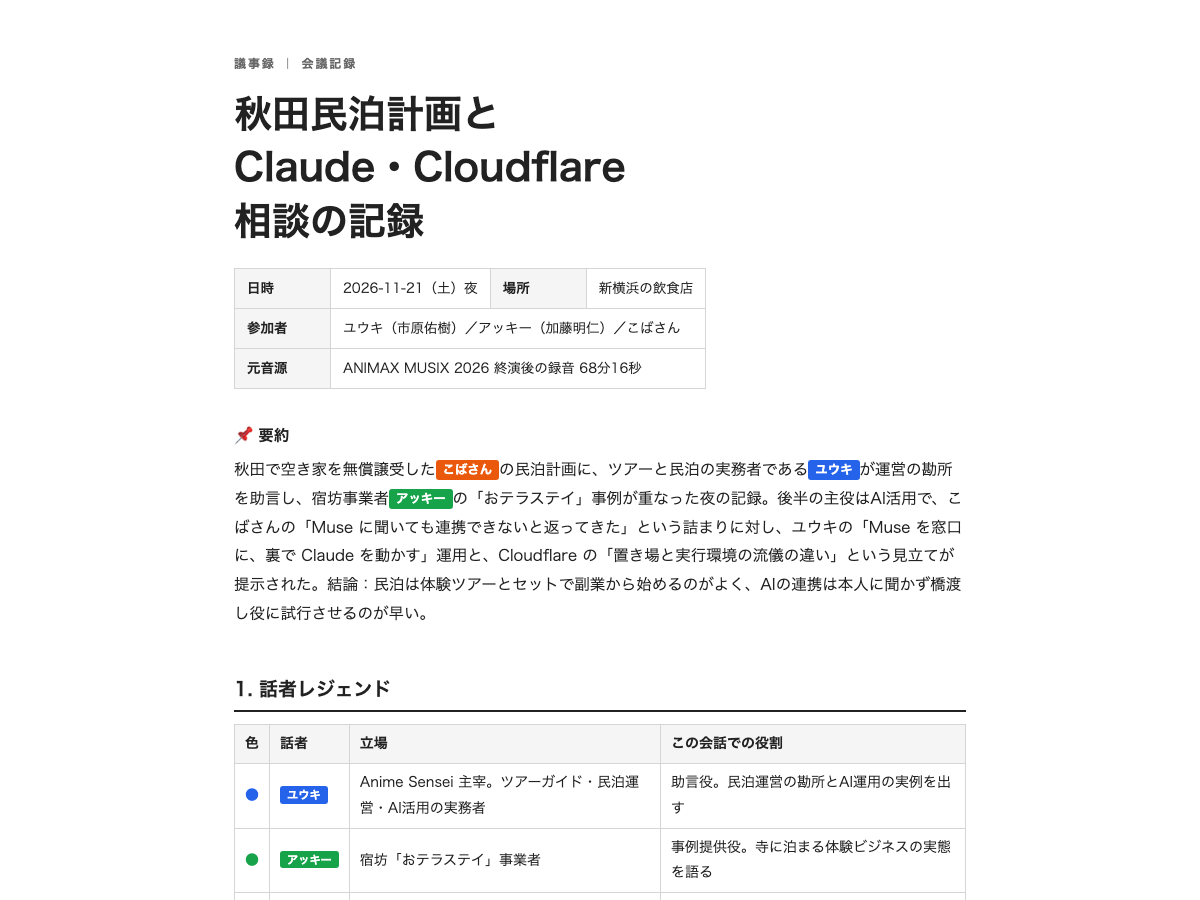 議事録 | 会議記録
秋田民泊計画と
Claude・Cloudflare
相談の記録
日時 2026-11-21（土）夜 場所 新横浜の飲食店
参加者 ユウキ（市原佑樹）／アッキー（加藤明仁）／こばさん
元音源 ANIMAX MUSIX 2026 終演後の録音 68分16秒
📌 要約
秋田で空き家を無償譲受したこばさんの民泊計画に、ツアーと民泊の実務者であるユウキが運営の勘所
を助言し、宿坊事業者アッキーの「おテラステイ」事例が重なった夜の記録。後半の主役はAI活用で、こ
ばさんの「Muse に聞いても連携できないと返ってきた」という詰まりに対し、ユウキの「Muse を窓口
に、裏で Claude を動かす」運用と、Cloudflare の「置き場と実行環境の流儀の違い」という見立てが
提示された。結論：民泊は体験ツアーとセットで副業から始めるのがよく、AIの連携は本人に聞かず橋渡
し役に試行させるのが早い。
1. 話者レジェンド
色 話者 立場 この会話での役割
ユウキ Anime Sensei 主宰。ツアーガイド・民泊運
営・AI活用の実務者
助言役。民泊運営の勘所とAI運用の実例を出
す
アッキー 宿坊「おテラステイ」事業者
事例提供役。寺に泊まる体験ビジネスの実態
を語る